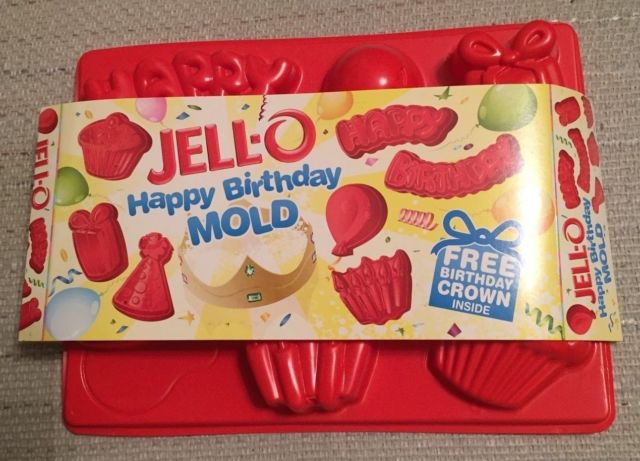 HAPPY
JELL-O
Happy Birthday
MOLD
HAPPY
BIRTHDAY
FREE
BIRTHDAY
CROWN
INSIDE
JELL-O
JELL-O
Happy Birthday
MOLD